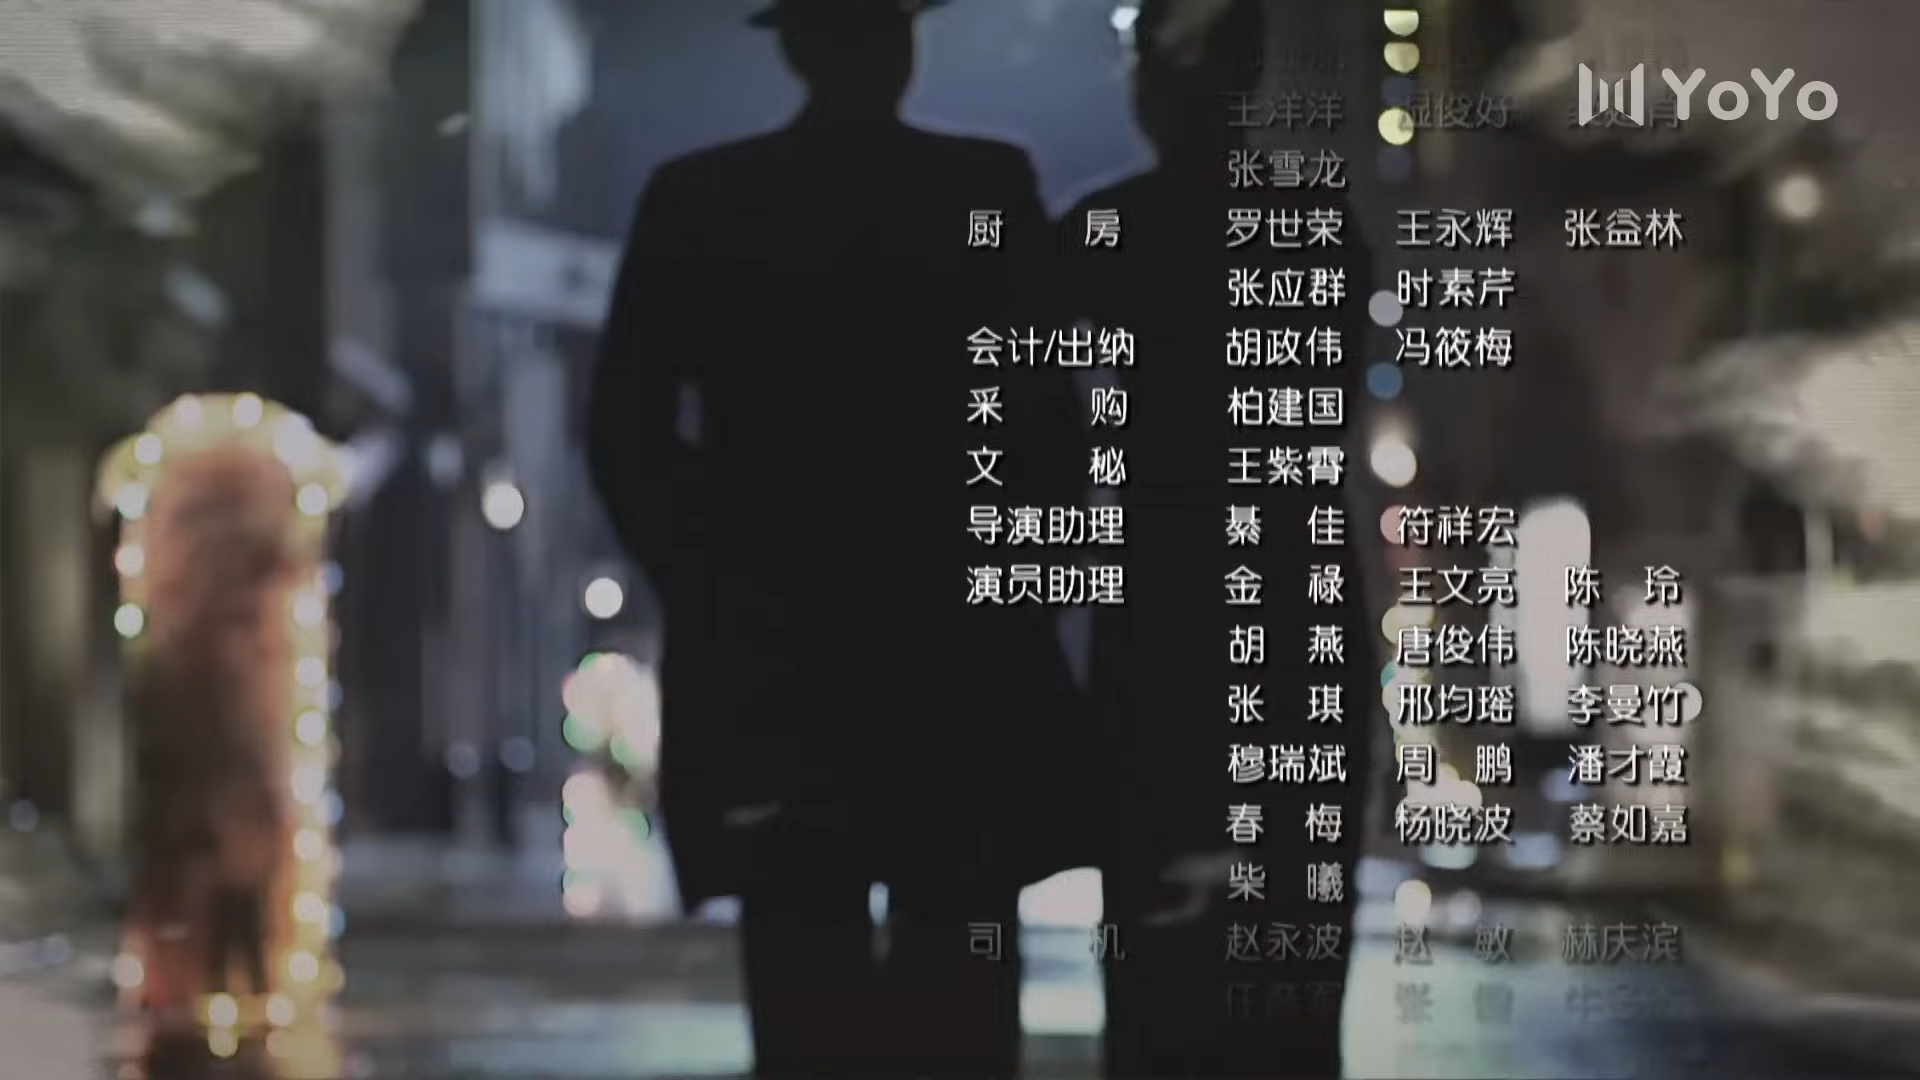 YOYO
王洋洋
张雪龙
厨 房 罗世荣 王永辉 张益林
张应群 时素芹
会计/出纳 胡政伟 冯筱梅
采 购 柏建国
文 秘 王紫霄
导演助理 綦 佳 符祥宏
演员助理 金 禄 王文亮 陈 玲
胡 燕 唐俊伟 陈晓燕
张 琪 邢均瑶 李曼竹
穆瑞斌 周 鹏 潘才霞
春 梅 杨晓波 蔡如嘉
柴 曦
司 机 赵永波 赵 敏 赫庆滨